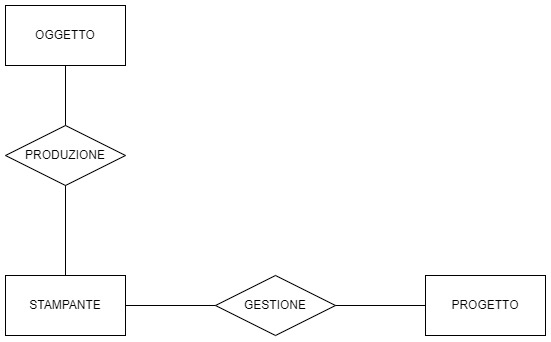 OGGETTO
PRODUZIONE
STAMPANTE
GESTIONE
PROGETTO